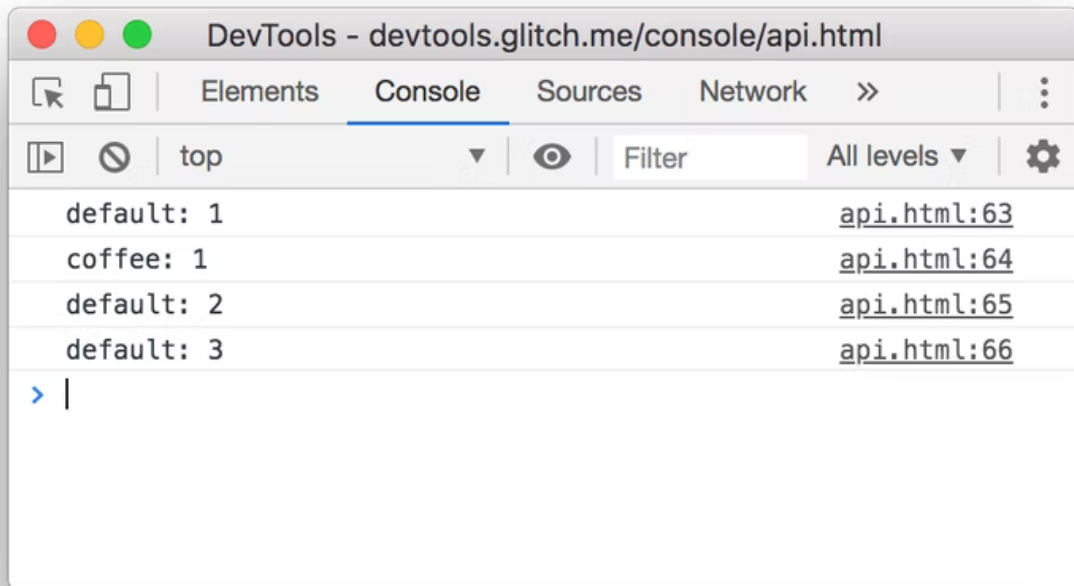 DevTools - devtools.glitch.me/console/api.html
Elements Console Sources Network »
top Filter All levels
default: 1 api.html:63
coffee: 1 api.html:64
default: 2 api.html:65
default: 3 api.html:66
>